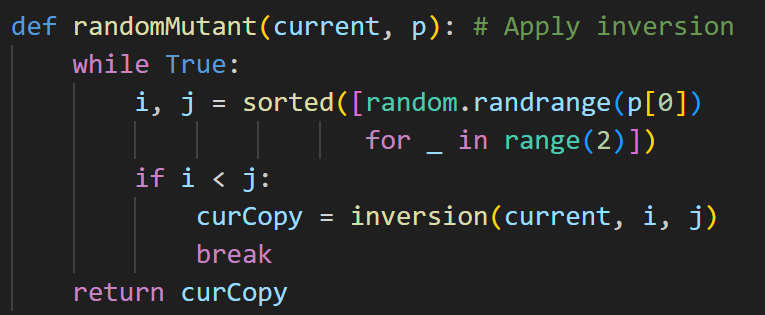 def randomMutant(current, p): # Apply inversion
    while True:
        i, j = sorted([random.randrange(p[0])
                       for _ in range(2)])
        if i < j:
            curCopy = inversion(current, i, j)
            break
    return curCopy